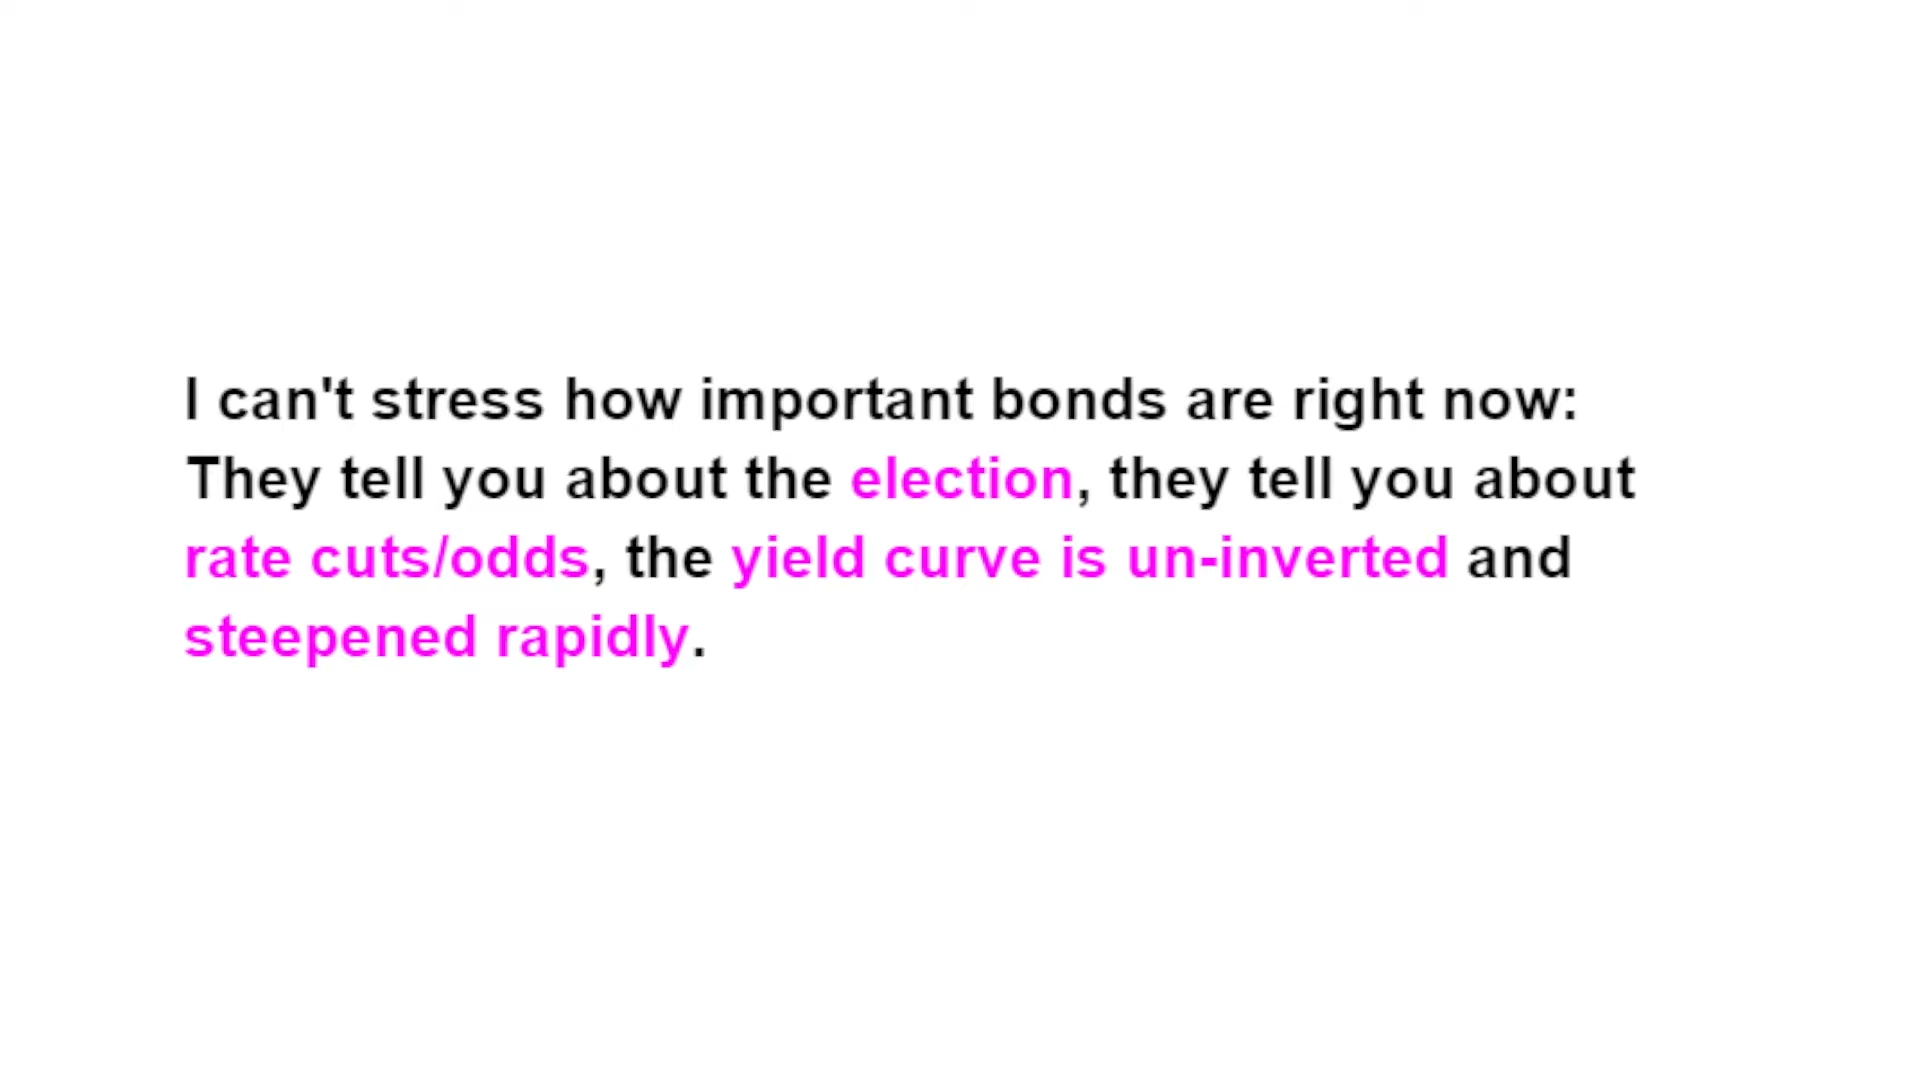 I can't stress how important bonds are right now:
They tell you about the election, they tell you about
rate cuts/odds, the yield curve is un-inverted and
steepened rapidly.